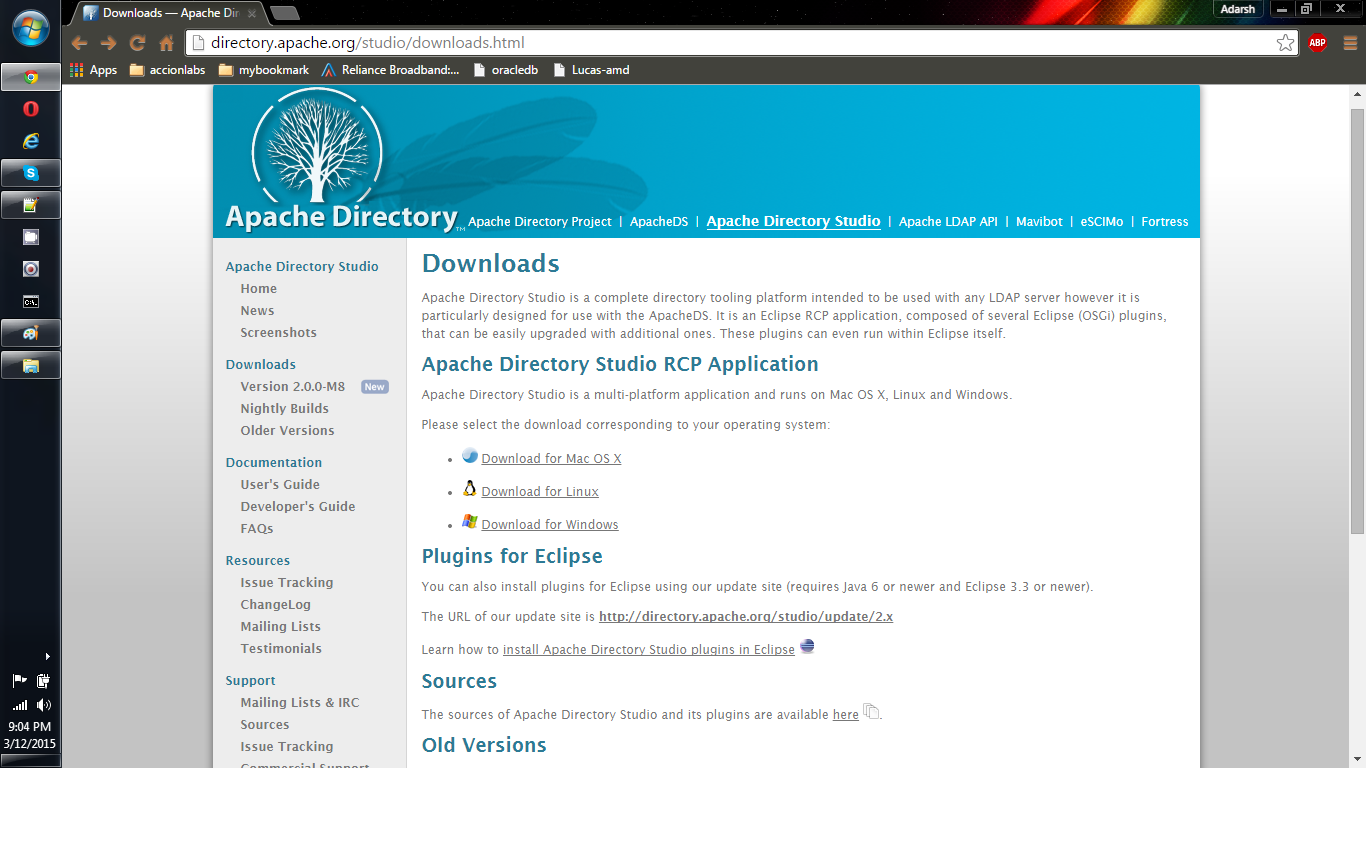 Downloads — Apache Dir
Adarsh
directory.apache.org/studio/downloads.html
ABP
Apps accionlabs mybookmark Reliance Broadband:... oracledb Lucas-amd
Apache Directory™
Apache Directory Project | ApacheDS | Apache Directory Studio | Apache LDAP API | Mavibot | eSCIMo | Fortress
Apache Directory Studio
Home
News
Screenshots
Downloads
Version 2.0.0-M8 New
Nightly Builds
Older Versions
Documentation
User's Guide
Developer's Guide
FAQs
Resources
Issue Tracking
ChangeLog
Mailing Lists
Testimonials
Support
Mailing Lists & IRC
Sources
Issue Tracking
Commercial Support
Downloads
Apache Directory Studio is a complete directory tooling platform intended to be used with any LDAP server however it is
particularly designed for use with the ApacheDS. It is an Eclipse RCP application, composed of several Eclipse (OSGi) plugins,
that can be easily upgraded with additional ones. These plugins can even run within Eclipse itself.
Apache Directory Studio RCP Application
Apache Directory Studio is a multi-platform application and runs on Mac OS X, Linux and Windows.
Please select the download corresponding to your operating system:
• Download for Mac OS X
• Download for Linux
• Download for Windows
Plugins for Eclipse
You can also install plugins for Eclipse using our update site (requires Java 6 or newer and Eclipse 3.3 or newer).
The URL of our update site is http://directory.apache.org/studio/update/2.x
Learn how to install Apache Directory Studio plugins in Eclipse
Sources
The sources of Apache Directory Studio and its plugins are available here .
Old Versions
9:04 PM
3/12/2015